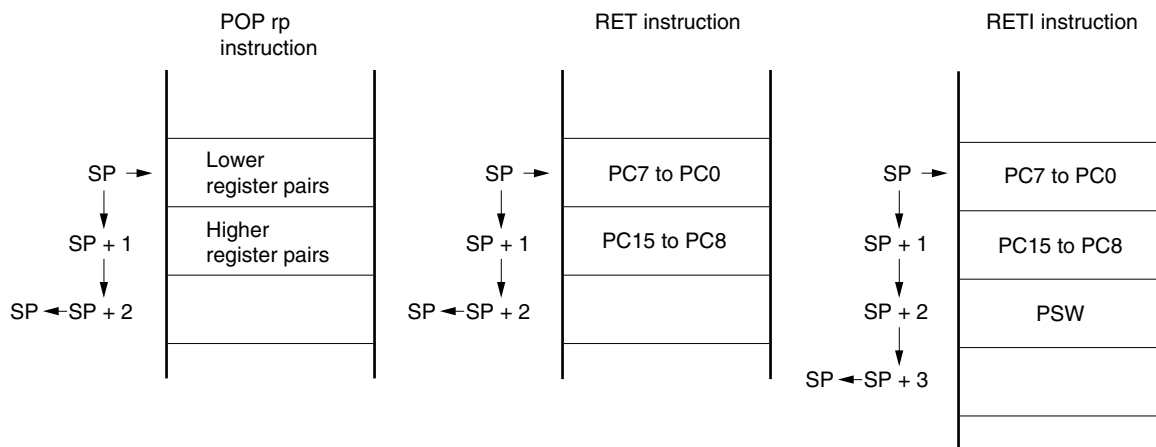 POP rp
instruction
SP
Lower
register pairs
SP + 1
Higher
register pairs
SP
SP + 2
RET instruction
SP
PC7 to PC0
SP + 1
PC15 to PC8
SP
SP + 2
RETI instruction
SP
PC7 to PC0
SP + 1
PC15 to PC8
SP + 2
PSW
SP
SP + 3